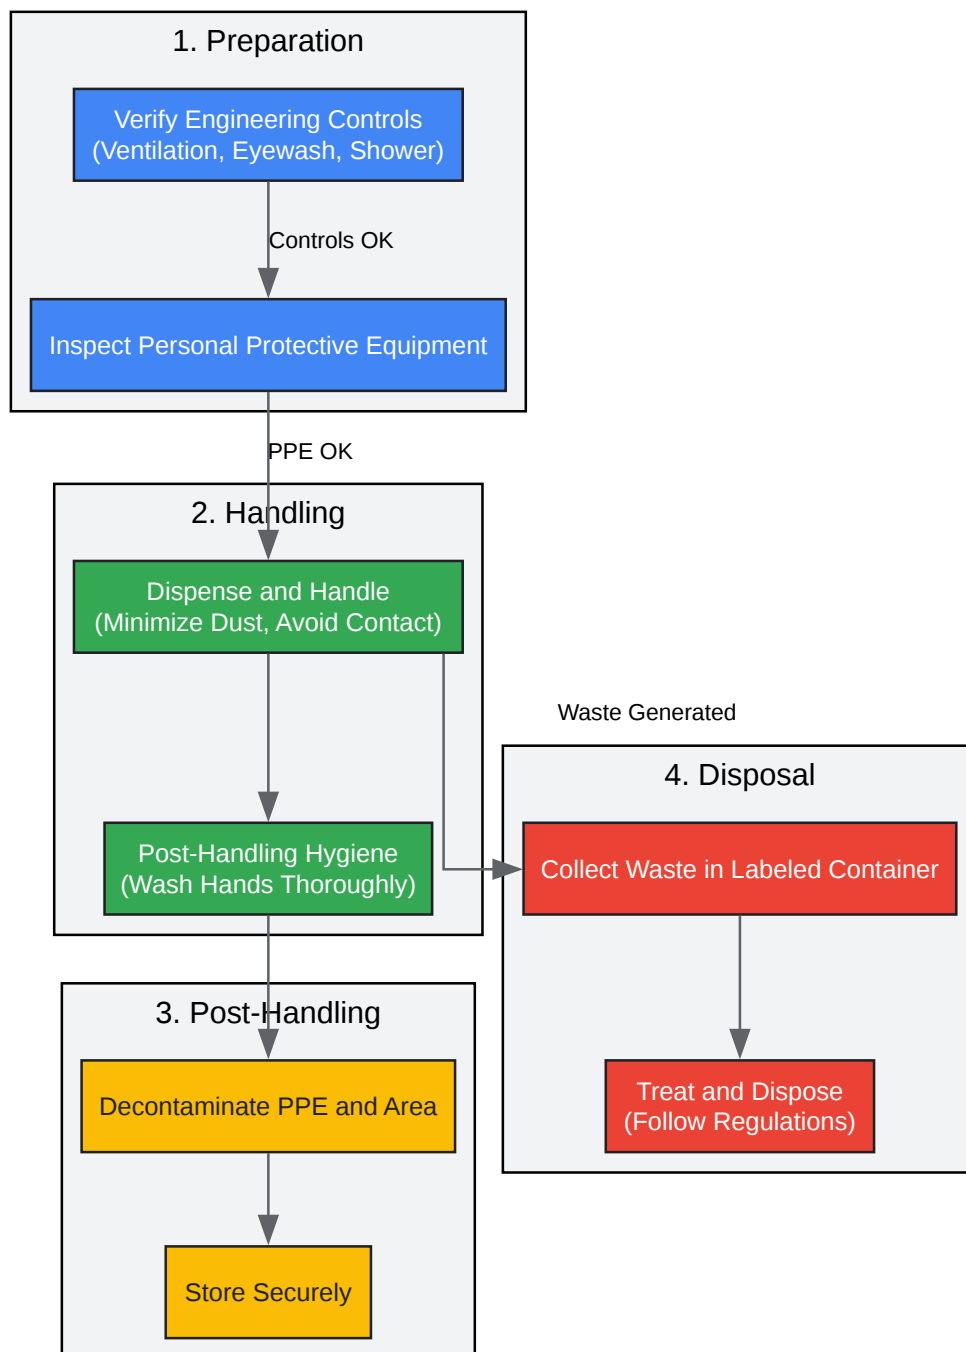 1. Preparation
Verify Engineering Controls
(Ventilation, Eyewash, Shower)
Controls OK
Inspect Personal Protective Equipment
PPE OK
2. Handling
Dispense and Handle
(Minimize Dust, Avoid Contact)
Post-Handling Hygiene
(Wash Hands Thoroughly)
3. Post-Handling
Decontaminate PPE and Area
Store Securely
Waste Generated
4. Disposal
Collect Waste in Labeled Container
Treat and Dispose
(Follow Regulations)